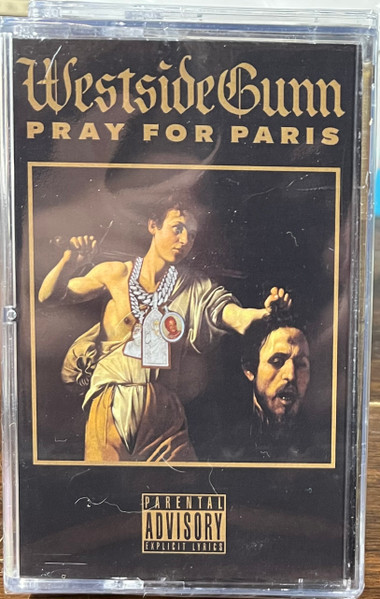 WestsideGunn
PRAY FOR PARIS
PARENTAL
ADVISORY
EXPLICIT LYRICS